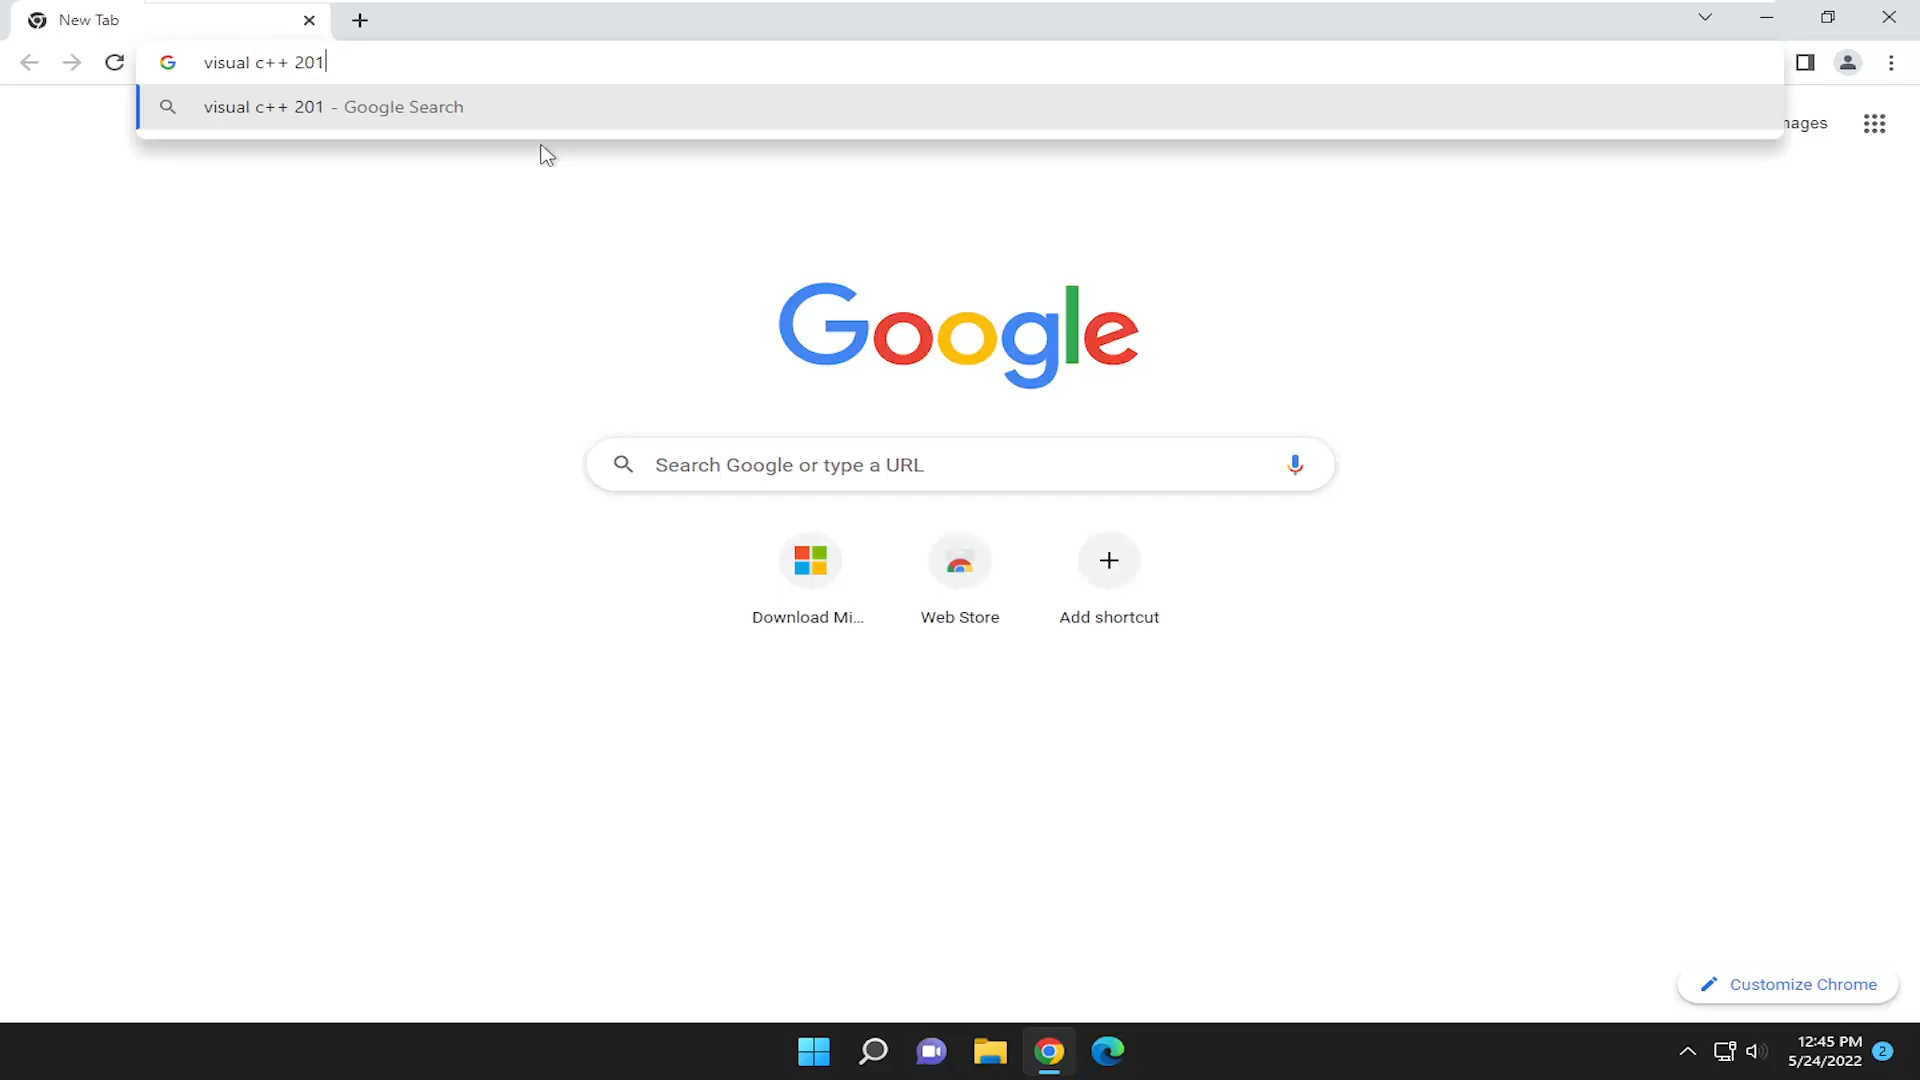 New Tab
visual c++ 201
visual c++ 201 - Google Search
Google
Search Google or type a URL
Download Mi...
Web Store
Add shortcut
Customize Chrome
12:45 PM
5/24/2022
2